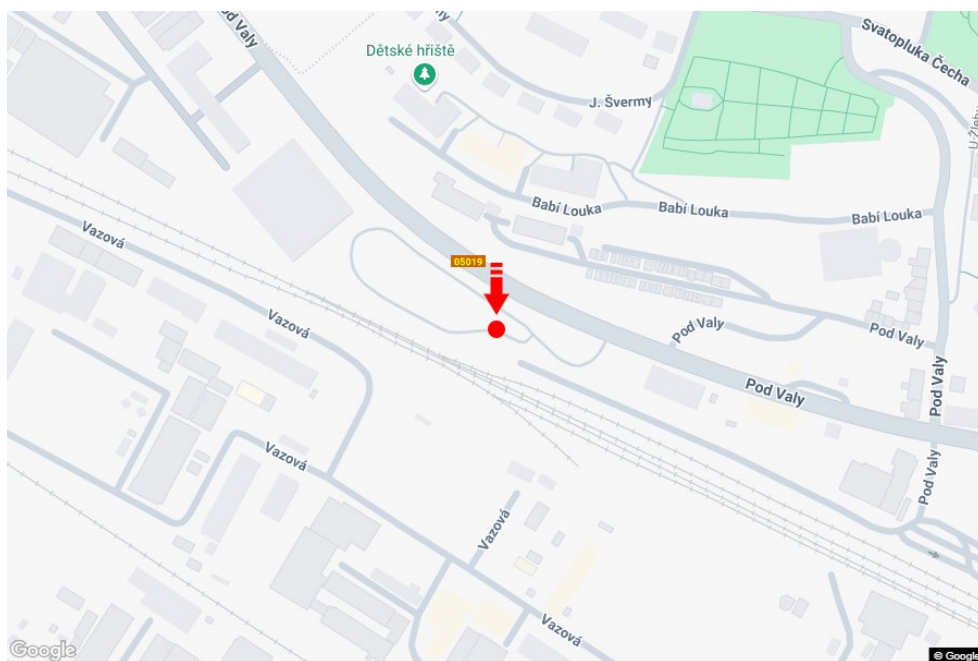 Pod Valy
Dětské hřiště
J. Švermy
Svatopluka Čecha
Babí Louka
Babí Louka
Babí Louka
Vazová
05019
Vazová
Pod Valy
Pod Valy
Pod Valy
Pod Valy
Vazová
Pod Valy
Vazová
Vazová
Google
© Google